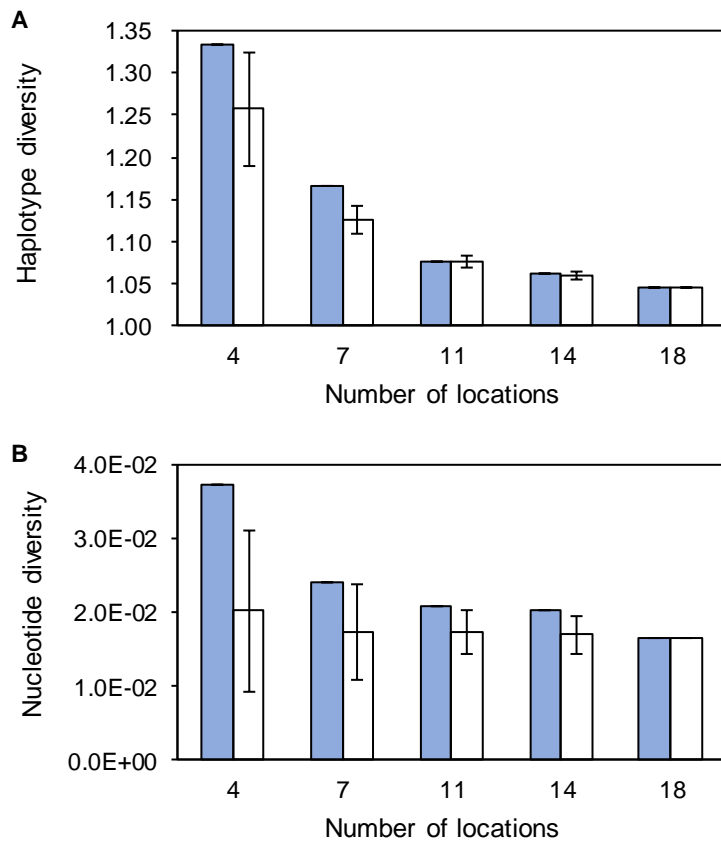 A
Haplotype diversity
1.35
1.30
1.25
1.20
1.15
1.10
1.05
1.00
4 7 11 14 18
Number of locations
B
Nucleotide diversity
4.0E-02
3.0E-02
2.0E-02
1.0E-02
0.0E+00
4 7 11 14 18
Number of locations